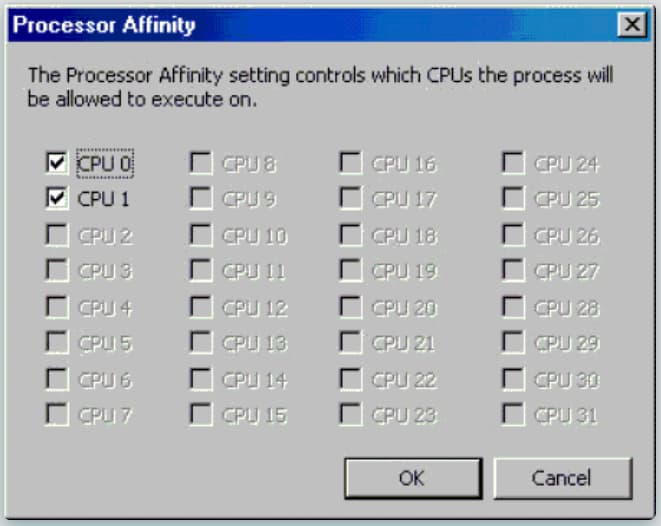 Processor Affinity
The Processor Affinity setting controls which CPUs the process will
be allowed to execute on.
CPU 0 CPU 8 CPU 16 CPU 24
CPU 1 CPU 9 CPU 17 CPU 25
CPU 2 CPU 10 CPU 18 CPU 26
CPU 3 CPU 11 CPU 19 CPU 27
CPU 4 CPU 12 CPU 20 CPU 28
CPU 5 CPU 13 CPU 21 CPU 29
CPU 6 CPU 14 CPU 22 CPU 30
CPU 7 CPU 15 CPU 23 CPU 31
OK Cancel